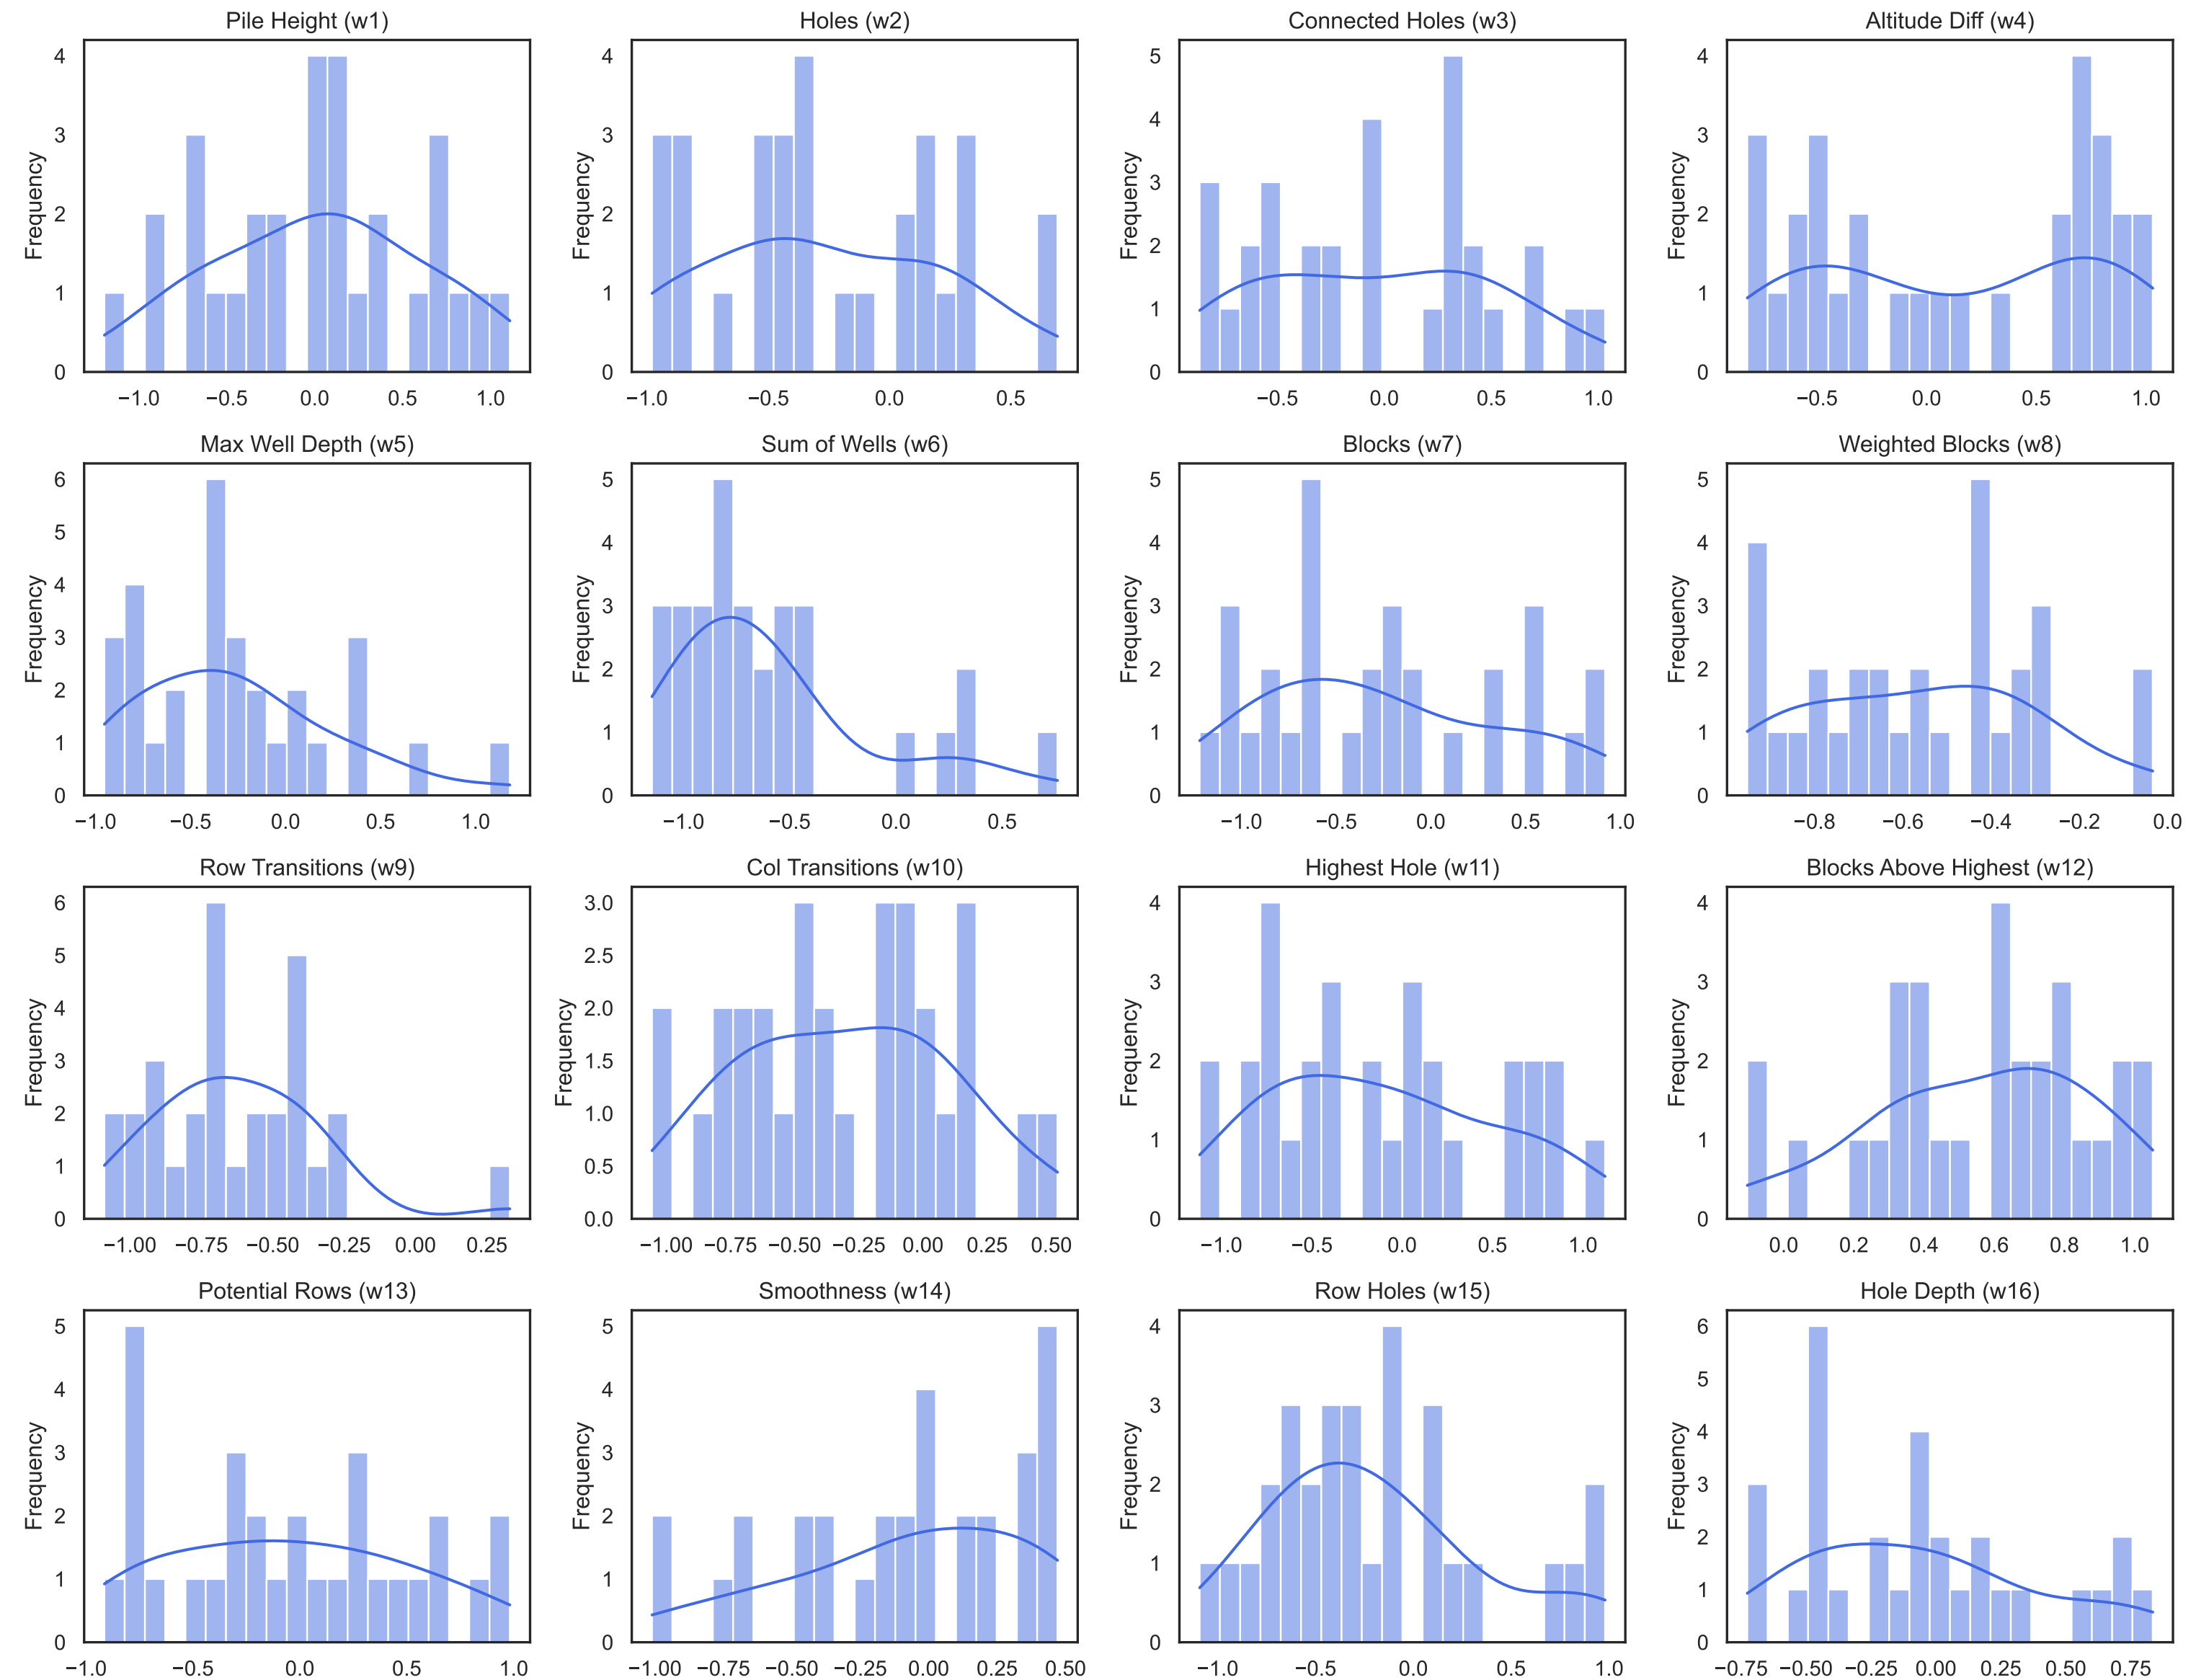 Pile Height (w1) Holes (w2) Connected Holes (w3) Altitude Diff (w4)
Frequency Frequency Frequency Frequency
4 3 2 1 0
4 3 2 1 0
5 4 3 2 1 0
4 3 2 1 0
−1.0 −0.5 0.0 0.5 1.0
−1.0 −0.5 0.0 0.5
−0.5 0.0 0.5 1.0
−0.5 0.0 0.5 1.0
Max Well Depth (w5) Sum of Wells (w6) Blocks (w7) Weighted Blocks (w8)
Frequency Frequency Frequency Frequency
6 5 4 3 2 1 0
5 4 3 2 1 0
5 4 3 2 1 0
5 4 3 2 1 0
−1.0 −0.5 0.0 0.5 1.0
−1.0 −0.5 0.0 0.5
−1.0 −0.5 0.0 0.5 1.0
−0.8 −0.6 −0.4 −0.2 0.0
Row Transitions (w9) Col Transitions (w10) Highest Hole (w11) Blocks Above Highest (w12)
Frequency Frequency Frequency Frequency
6 5 4 3 2 1 0
3.0 2.5 2.0 1.5 1.0 0.5 0.0
4 3 2 1 0
4 3 2 1 0
−1.00 −0.75 −0.50 −0.25 0.00 0.25
−1.00 −0.75 −0.50 −0.25 0.00 0.25 0.50
−1.0 −0.5 0.0 0.5 1.0
0.0 0.2 0.4 0.6 0.8 1.0
Potential Rows (w13) Smoothness (w14) Row Holes (w15) Hole Depth (w16)
Frequency Frequency Frequency Frequency
5 4 3 2 1 0
5 4 3 2 1 0
4 3 2 1 0
6 5 4 3 2 1 0
−1.0 −0.5 0.0 0.5 1.0
−1.00 −0.75 −0.50 −0.25 0.00 0.25 0.50
−1.0 −0.5 0.0 0.5 1.0
−0.75 −0.50 −0.25 0.00 0.25 0.50 0.75